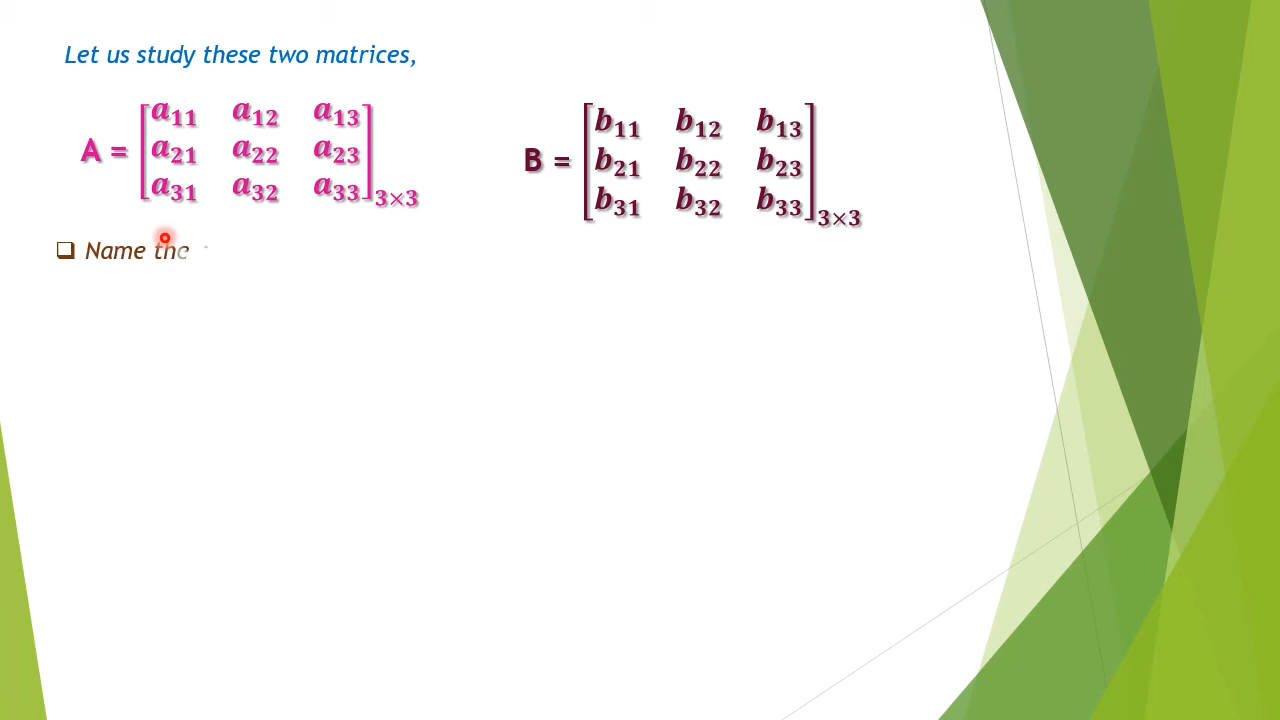 Let us study these two matrices,
A = [a₁₁ a₁₂ a₁₃
a₂₁ a₂₂ a₂₃
a₃₁ a₃₂ a₃₃]₃×₃
B = [b₁₁ b₁₂ b₁₃
b₂₁ b₂₂ b₂₃
b₃₁ b₃₂ b₃₃]₃×₃
❑ Name the